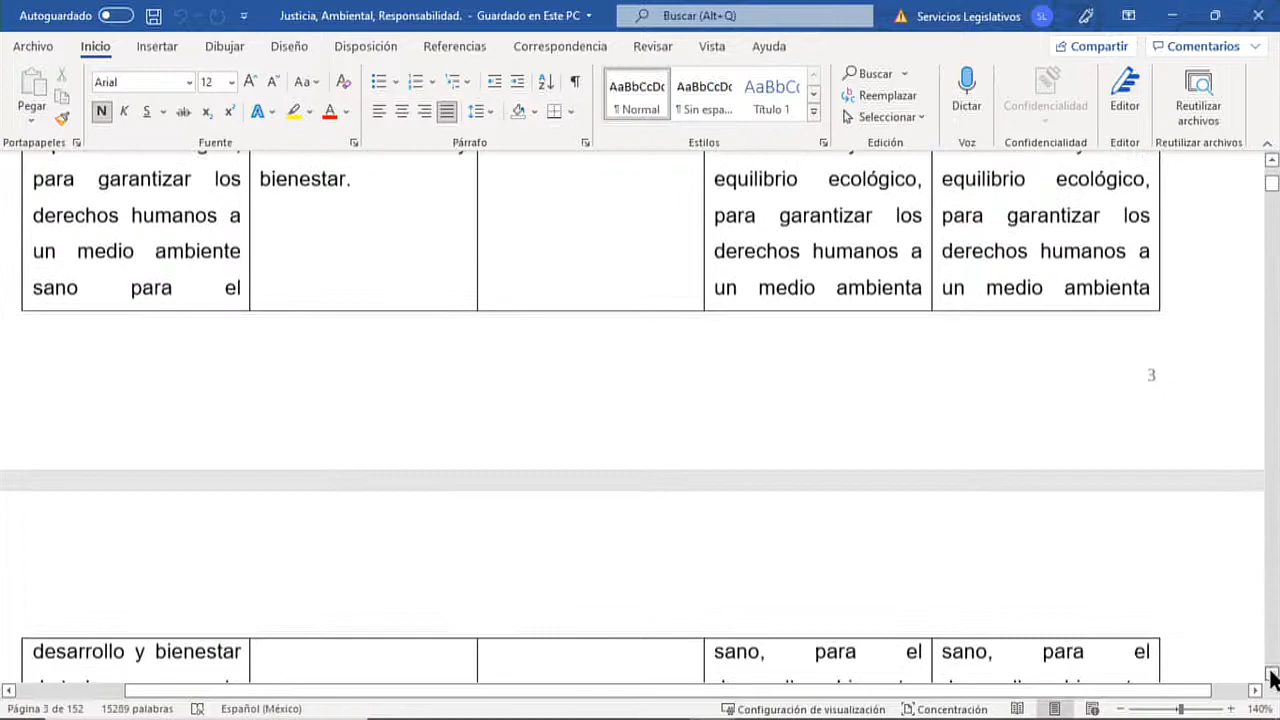 Autoguardado
Justicia, Ambiental, Responsabilidad. - Guardado en Este PC
Buscar (Alt+Q)
Servicios Legislativos
SL
Archivo Inicio Insertar Dibujar Diseño Disposición Referencias Correspondencia Revisar Vista Ayuda
Compartir
Comentarios
Pegar
Portapapeles
Arial
12
Aa
N K S ab x₂ x²
Fuente
Párrafo
AaBbCcDc
¶ Normal
AaBbCcDc
¶ Sin espa...
AaBbCc
Título 1
Estilos
Buscar
Reemplazar
Seleccionar
Edición
Dictar
Voz
Confidencialidad
Confidencialidad
Editor
Editor
Reutilizar
archivos
Reutilizar archivos
para garantizar los
derechos humanos a
un medio ambiente
sano para el
bienestar.
equilibrio ecológico,
para garantizar los
derechos humanos a
un medio ambienta
equilibrio ecológico,
para garantizar los
derechos humanos a
un medio ambienta
3
desarrollo y bienestar
sano, para el
sano, para el
Página 3 de 152
15289 palabras
Español (México)
Configuración de visualización
Concentración
140%